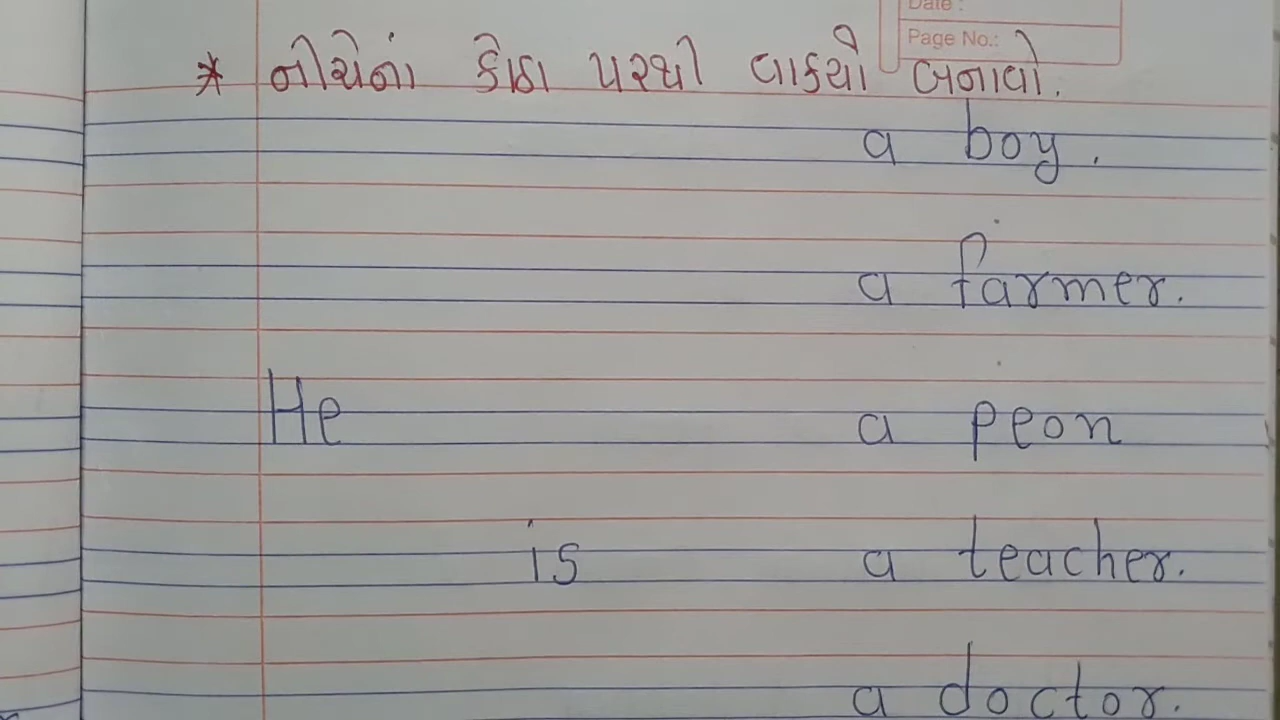 Date :
Page No.:
* નીચેનાં કોઠા પરથી વાક્યો બનાવો.
a boy.
a farmer.
He a peon
is a teacher.
a doctor.